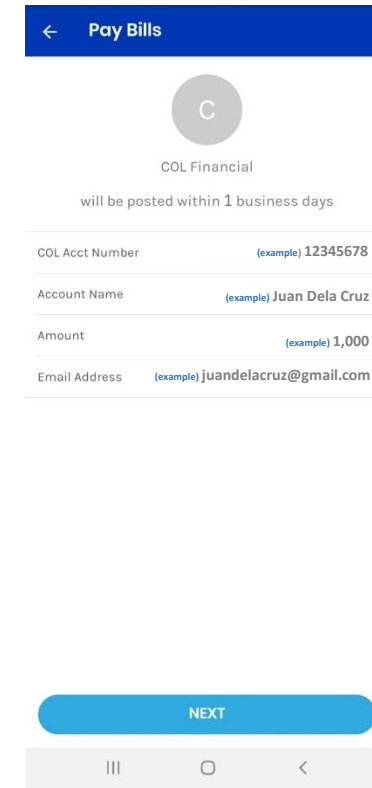 Pay Bills
C
COL Financial
will be posted within 1 business days
COL Acct Number (example) 12345678
Account Name (example) Juan Dela Cruz
Amount (example) 1,000
Email Address (example) juandelacruz@gmail.com
NEXT